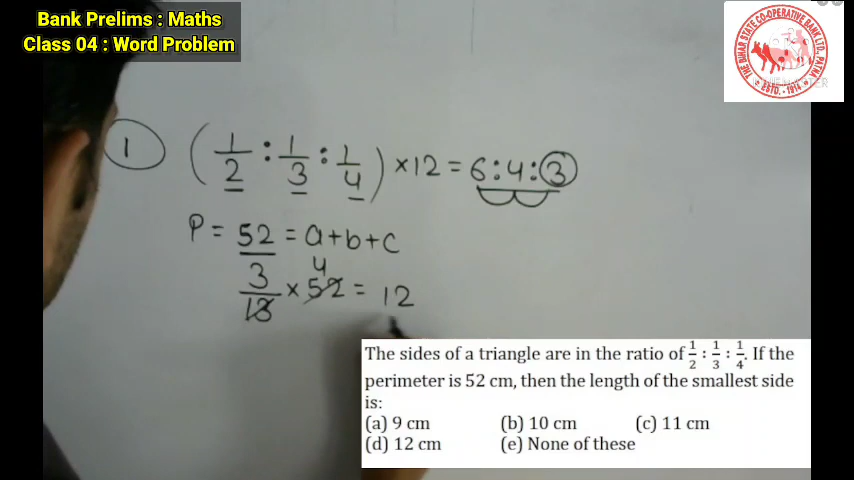 Bank Prelims : Maths
Class 04 : Word Problem
THE BIHAR STATE CO-OPERATIVE BANK LTD., PATNA
ESTD. - 1914
1 (1/2 : 1/3 : 1/4) × 12 = 6 : 4 : 3
P = 52 = a + b + c
4
3/13 × 52 = 12
The sides of a triangle are in the ratio of 1/2 : 1/3 : 1/4. If the
perimeter is 52 cm, then the length of the smallest side
is:
(a) 9 cm (b) 10 cm (c) 11 cm
(d) 12 cm (e) None of these